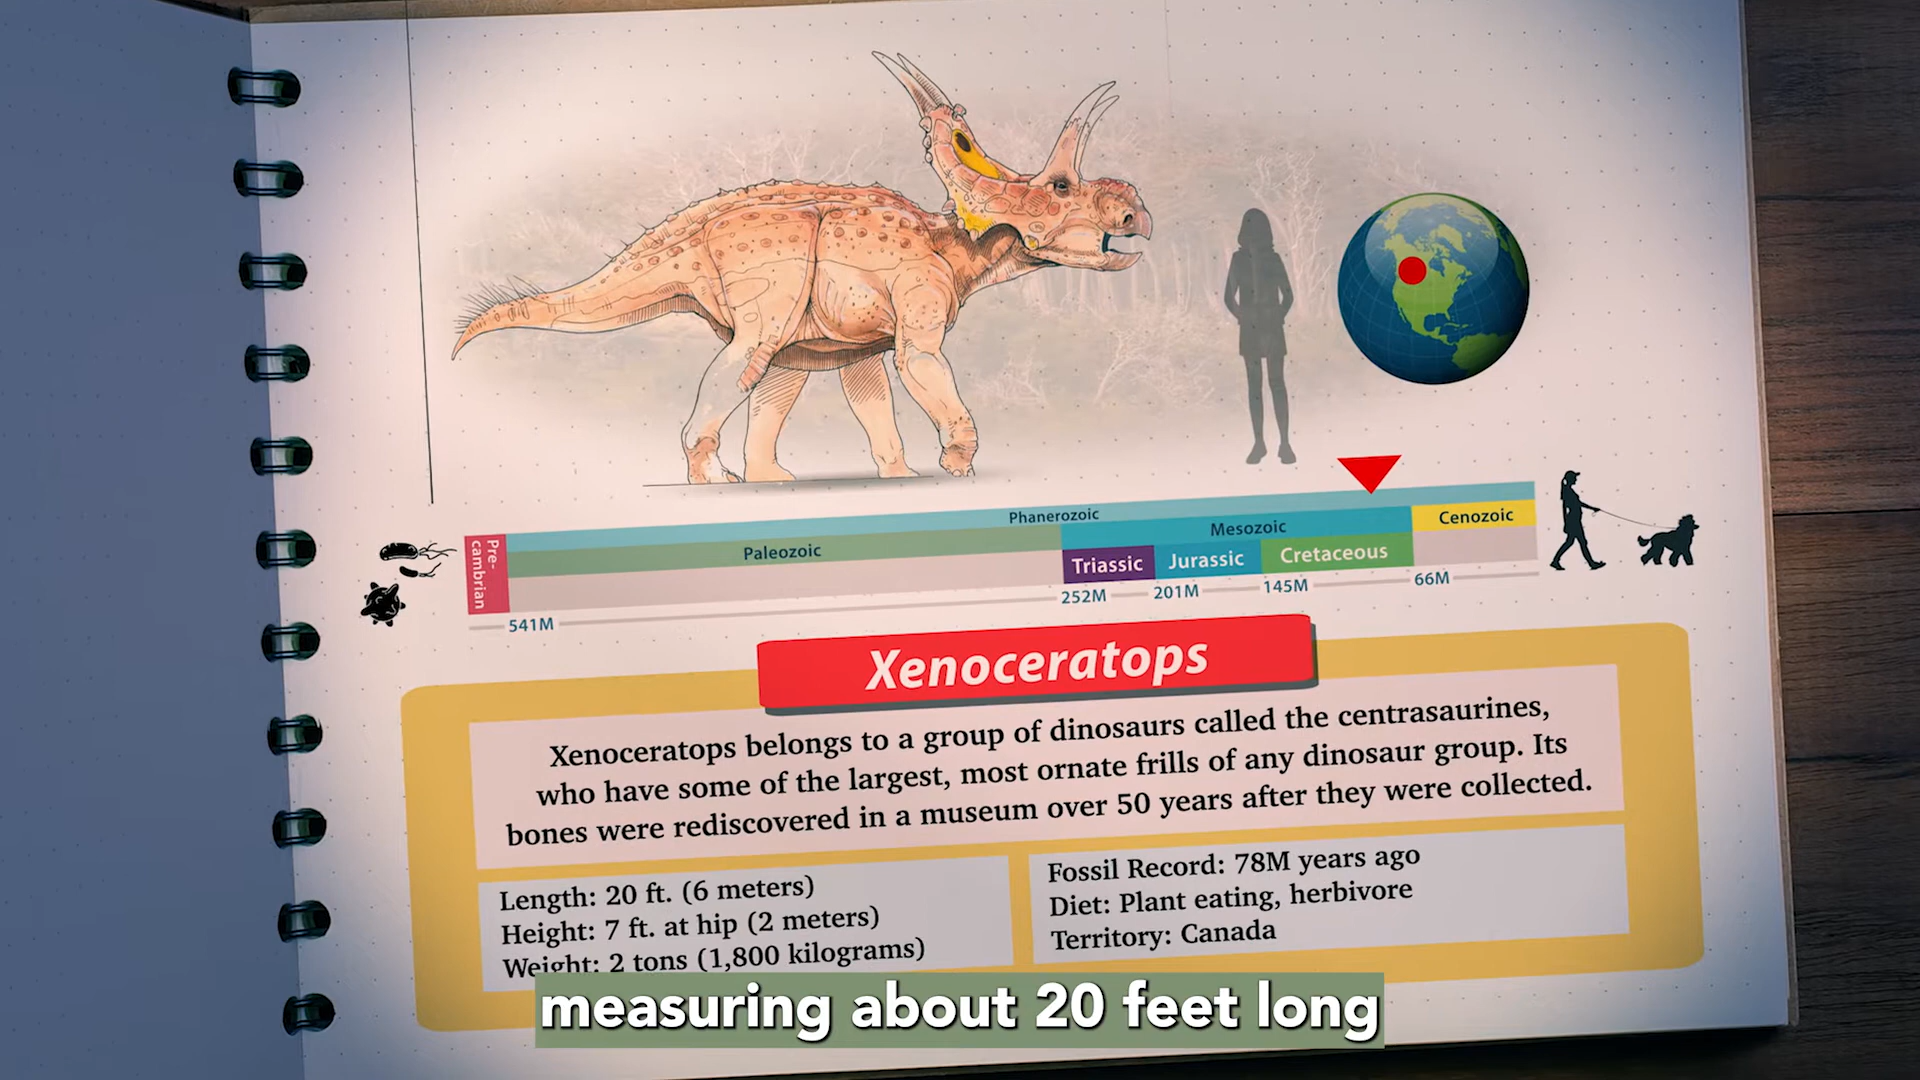 Phanerozoic
Pre-
cambrian
Paleozoic
Mesozoic
Cenozoic
Triassic
Jurassic
Cretaceous
541M
252M
201M
145M
66M
Xenoceratops
Xenoceratops belongs to a group of dinosaurs called the centrasaurines,
who have some of the largest, most ornate frills of any dinosaur group. Its
bones were rediscovered in a museum over 50 years after they were collected.
Length: 20 ft. (6 meters)
Height: 7 ft. at hip (2 meters)
Weight: 2 tons (1,800 kilograms)
Fossil Record: 78M years ago
Diet: Plant eating, herbivore
Territory: Canada
measuring about 20 feet long